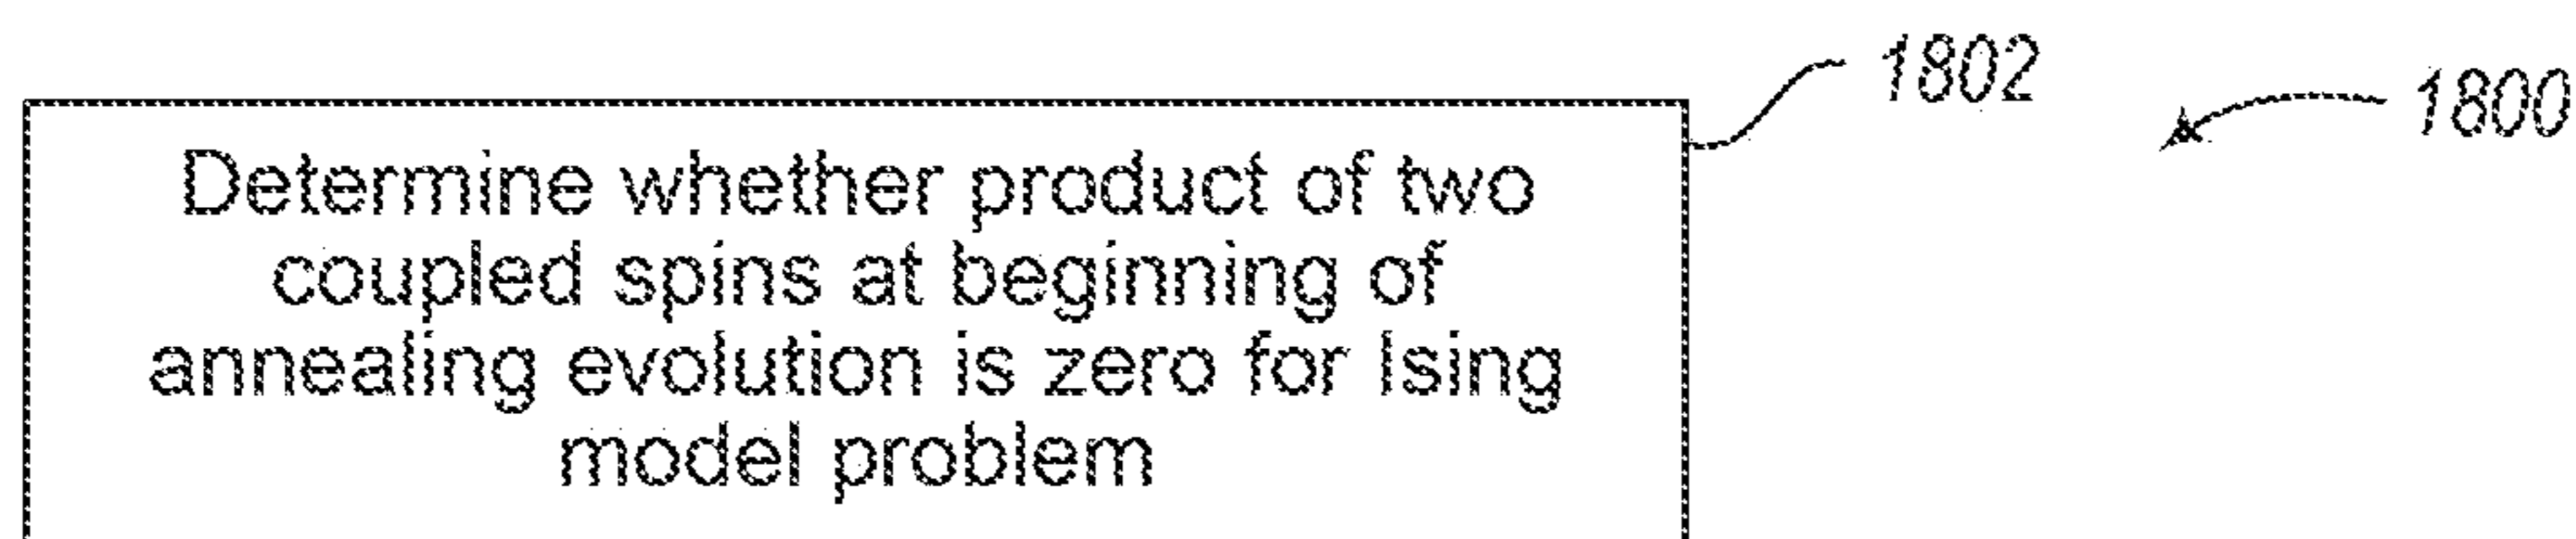 1802
1800
Determine whether product of two
coupled spins at beginning of
annealing evolution is zero for Ising
model problem